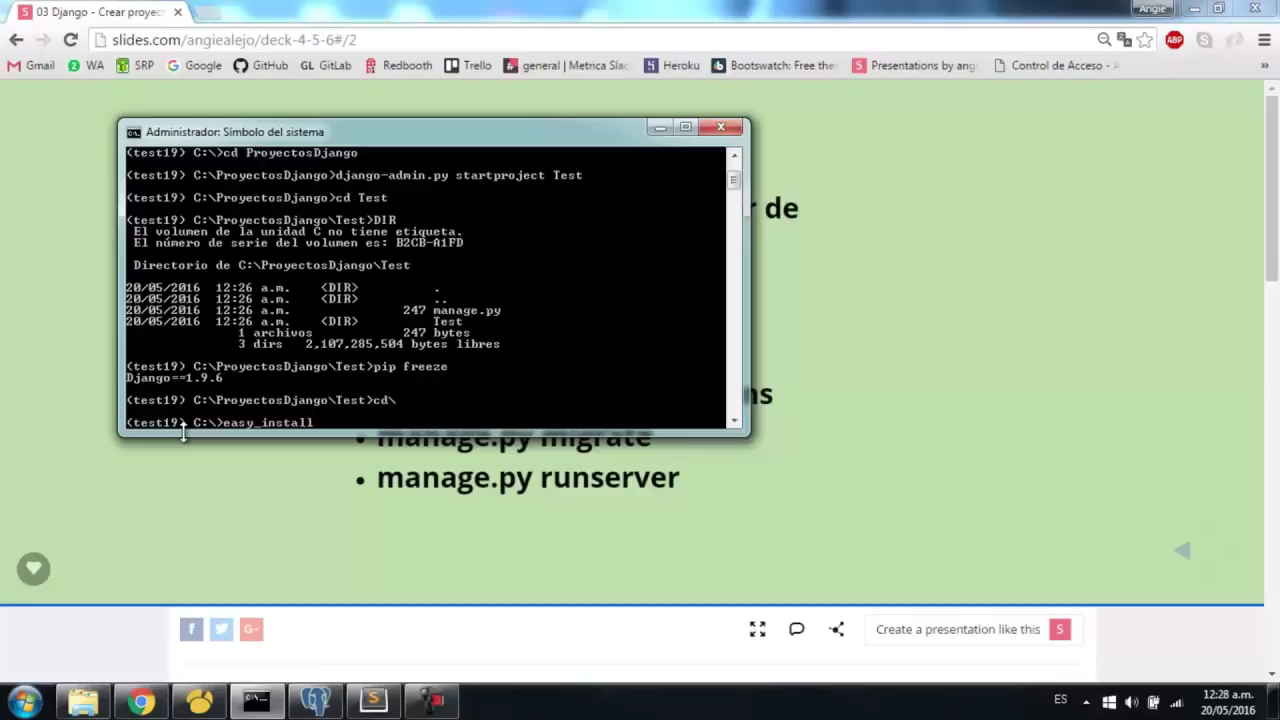 03 Django - Crear proyec
Angie
slides.com/angiealejo/deck-4-5-6#/2
ABP
Gmail
WA
SRP
Google
GitHub
GL GitLab
Redbooth
Trello
general | Metrica Slac
Heroku
Bootswatch: Free the
Presentations by ang
Control de Acceso -
»
Administrador: Símbolo del sistema
(test19) C:\>cd ProyectosDjango
(test19) C:\ProyectosDjango>django-admin.py startproject Test
(test19) C:\ProyectosDjango>cd Test
(test19) C:\ProyectosDjango\Test>DIR
El volumen de la unidad C no tiene etiqueta.
El número de serie del volumen es: B2CB-A1FD
Directorio de C:\ProyectosDjango\Test
20/05/2016 12:26 a.m. <DIR> .
20/05/2016 12:26 a.m. <DIR> ..
20/05/2016 12:26 a.m. 247 manage.py
20/05/2016 12:26 a.m. <DIR> Test
1 archivos 247 bytes
3 dirs 2,107,285,504 bytes libres
(test19) C:\ProyectosDjango\Test>pip freeze
Django==1.9.6
(test19) C:\ProyectosDjango\Test>cd\
(test19) C:\>easy_install
de
manage.py migrate
manage.py runserver
Create a presentation like this
S
ES
12:28 a.m.
20/05/2016